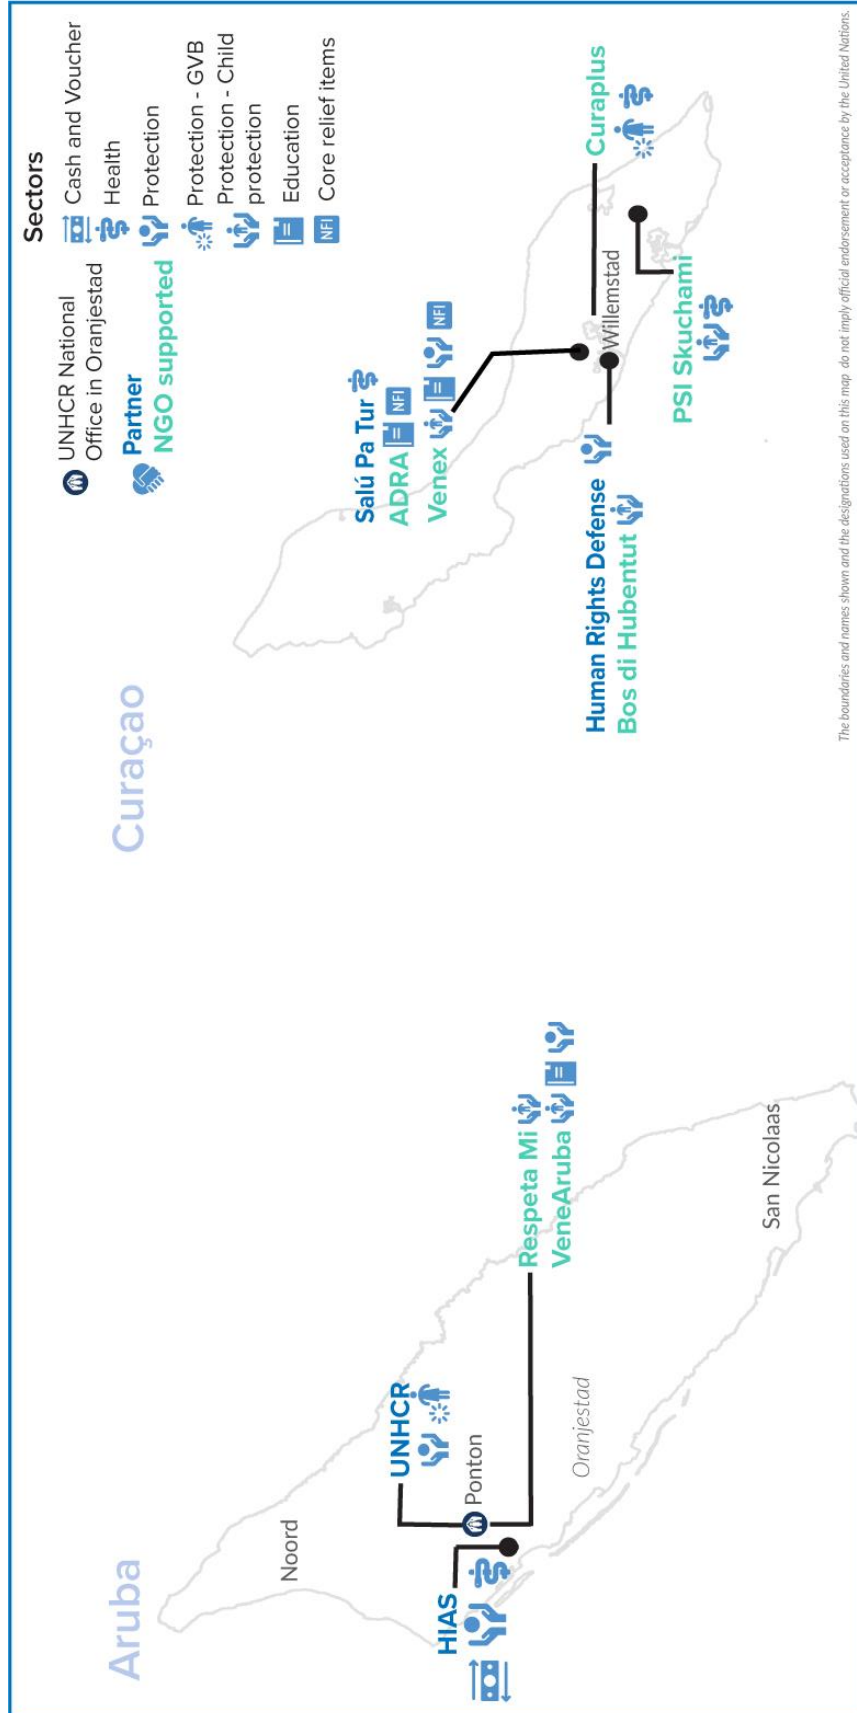 Aruba
Noord
HIAS
UNHCR
Ponton
Respeta Mi
VeneAruba
Oranjestad
San Nicolaas
Curaçao
Salú Pa Tur
ADRA
NFI
Venex
NFI
Human Rights Defense
Bos di Hubentut
Willemstad
Curaplus
PSI Skuchami
UNHCR National
Office in Oranjestad
Partner
NGO supported
Sectors
Cash and Voucher
Health
Protection
Protection - GVB
Protection - Child
protection
Education
NFI Core relief items
The boundaries and names shown and the designations used on this map do not imply official endorsement or acceptance by the United Nations.